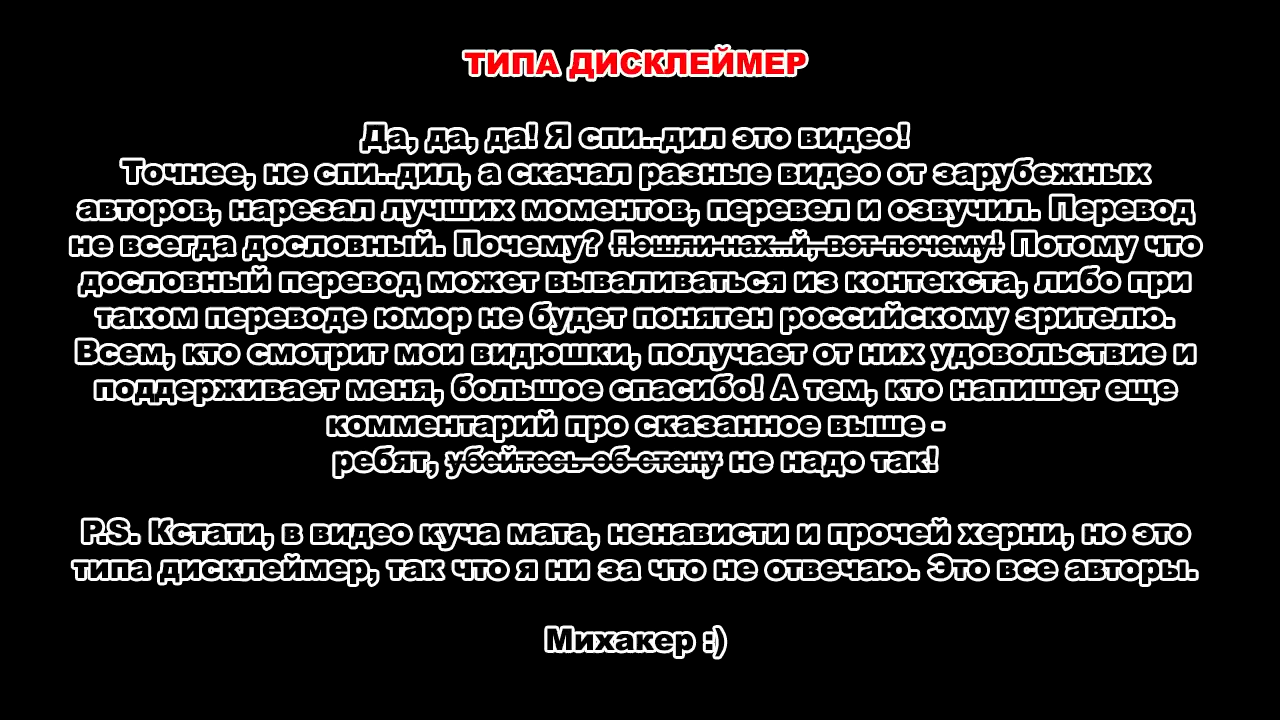 ТИПА ДИСКЛЕЙМЕР
Да, да, да! Я спи..дил это видео!
Точнее, не спи..дил, а скачал разные видео от зарубежных
авторов, нарезал лучших моментов, перевел и озвучил. Перевод
не всегда дословный. Почему? Пошли нах..й, вот почему! Потому что
дословный перевод может вываливаться из контекста, либо при
таком переводе юмор не будет понятен российскому зрителю.
Всем, кто смотрит мои видюшки, получает от них удовольствие и
поддерживает меня, большое спасибо! А тем, кто напишет еще
комментарий про сказанное выше -
ребят, убейтесь об стену не надо так!
P.S. Кстати, в видео куча мата, ненависти и прочей херни, но это
типа дисклеймер, так что я ни за что не отвечаю. Это все авторы.
Михакер :)